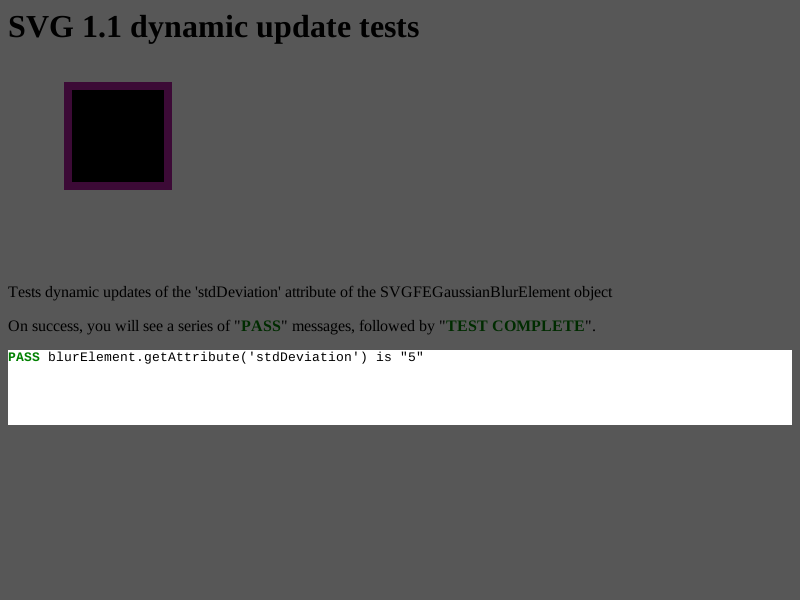 SVG 1.1 dynamic update tests
Tests dynamic updates of the 'stdDeviation' attribute of the SVGFEGaussianBlurElement object
On success, you will see a series of "PASS" messages, followed by "TEST COMPLETE".
PASS blurElement.getAttribute('stdDeviation') is "5"